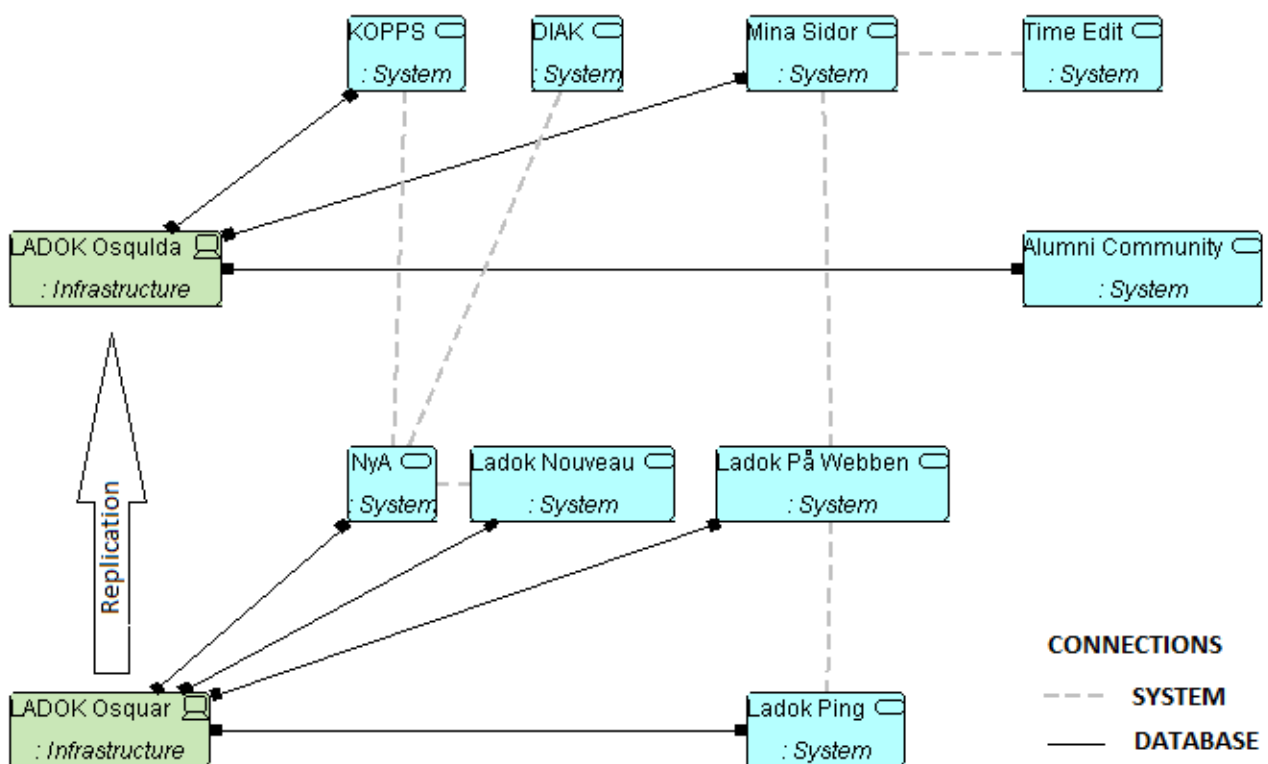 KOPPS
: System
DIAK
: System
Mina Sidor
: System
Time Edit
: System
LADOK Osqulda
: Infrastructure
Alumni Community
: System
Replication
NyA
: System
Ladok Nouveau
: System
Ladok På Webben
: System
LADOK Osquar
: Infrastructure
Ladok Ping
: System
CONNECTIONS
SYSTEM
DATABASE